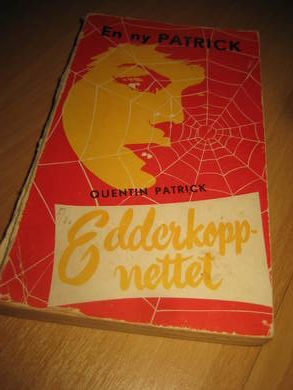 En ny PATRICK
QUENTIN PATRICK
Edderkopp-
nettet